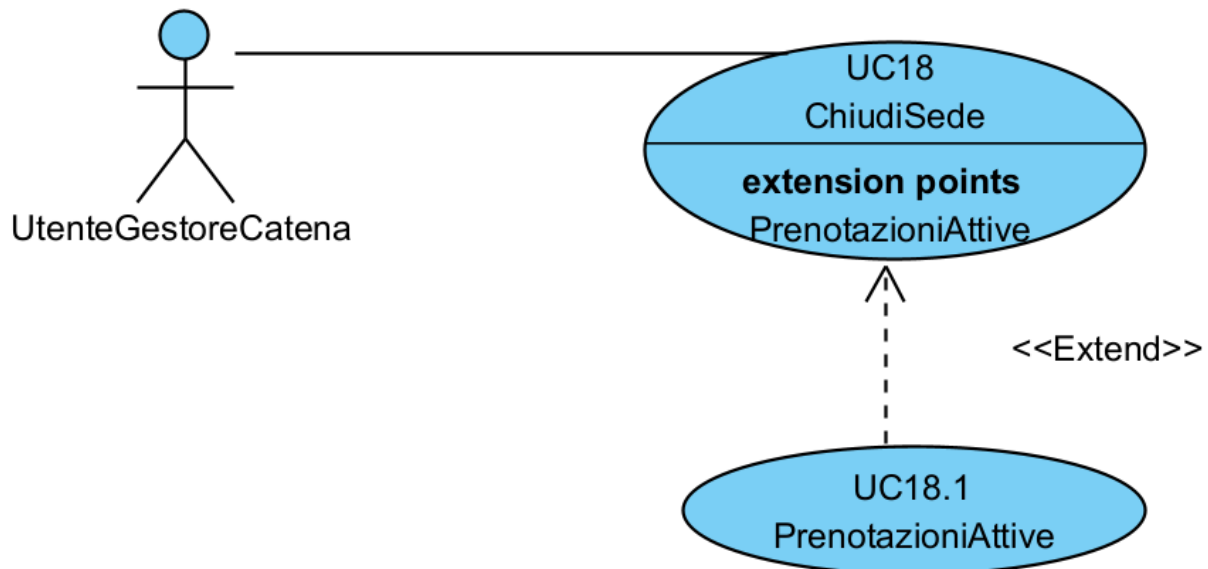 UC18
ChiudiSede
extension points
PrenotazioniAttive
UtenteGestoreCatena
<<Extend>>
UC18.1
PrenotazioniAttive